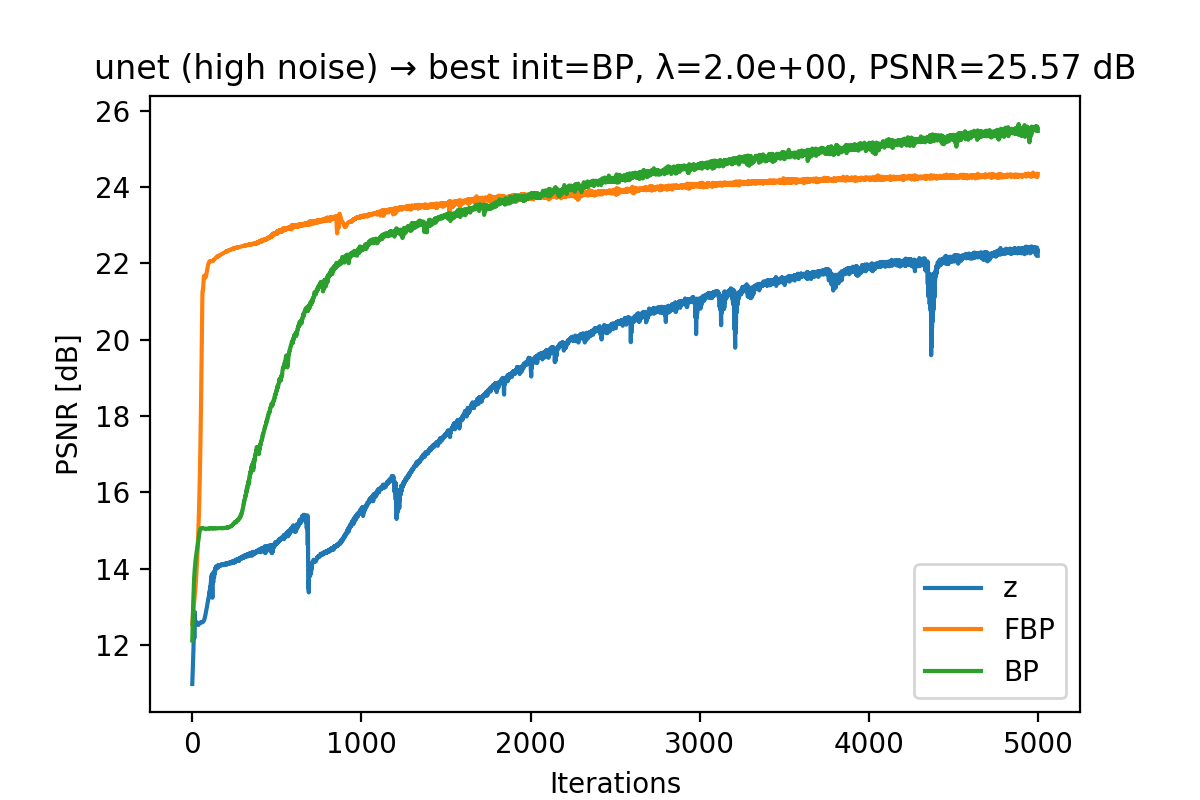 unet (high noise) → best init=BP, λ=2.0e+00, PSNR=25.57 dB
26
24
22
20
18
16
14
12
PSNR [dB]
z
FBP
BP
0 1000 2000 3000 4000 5000
Iterations